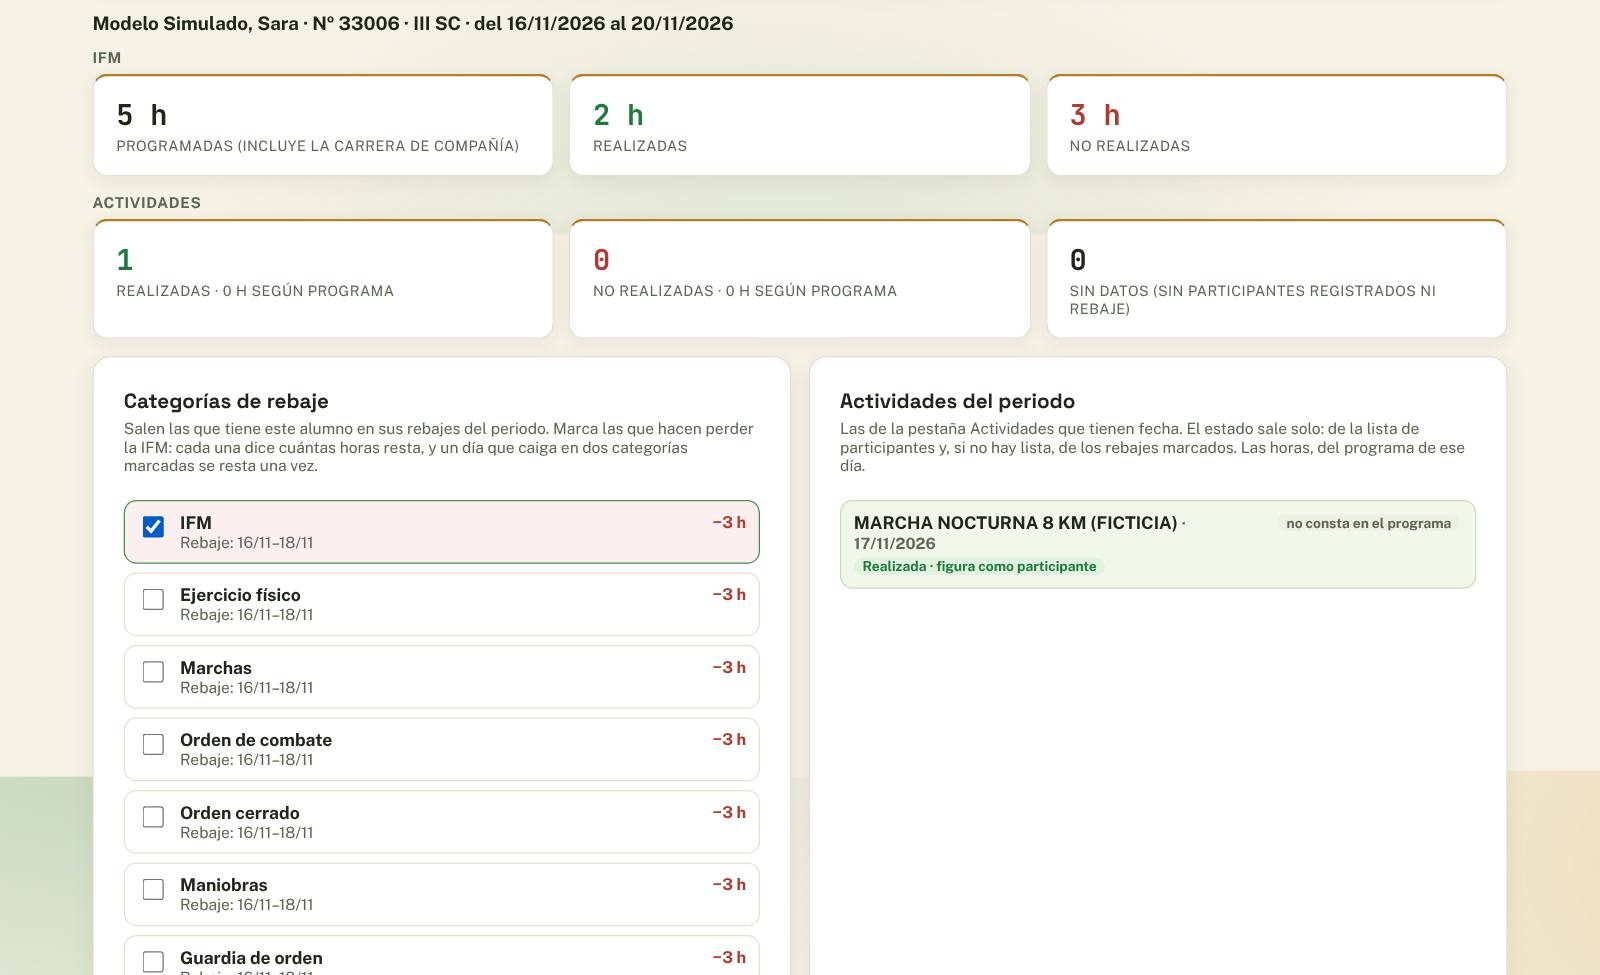 Modelo Simulado, Sara · Nº 33006 · III SC · del 16/11/2026 al 20/11/2026
IFM
5 h
PROGRAMADAS (INCLUYE LA CARRERA DE COMPAÑÍA)
2 h
REALIZADAS
3 h
NO REALIZADAS
ACTIVIDADES
1
REALIZADAS · 0 H SEGÚN PROGRAMA
0
NO REALIZADAS · 0 H SEGÚN PROGRAMA
0
SIN DATOS (SIN PARTICIPANTES REGISTRADOS NI
REBAJE)
Categorías de rebaje
Salen las que tiene este alumno en sus rebajes del periodo. Marca las que hacen perder
la IFM: cada una dice cuántas horas resta, y un día que caiga en dos categorías
marcadas se resta una vez.
IFM −3 h
Rebaje: 16/11–18/11
Ejercicio físico −3 h
Rebaje: 16/11–18/11
Marchas −3 h
Rebaje: 16/11–18/11
Orden de combate −3 h
Rebaje: 16/11–18/11
Orden cerrado −3 h
Rebaje: 16/11–18/11
Maniobras −3 h
Rebaje: 16/11–18/11
Guardia de orden −3 h
Actividades del periodo
Las de la pestaña Actividades que tienen fecha. El estado sale solo: de la lista de
participantes y, si no hay lista, de los rebajes marcados. Las horas, del programa de ese
día.
MARCHA NOCTURNA 8 KM (FICTICIA) · no consta en el programa
17/11/2026
Realizada · figura como participante